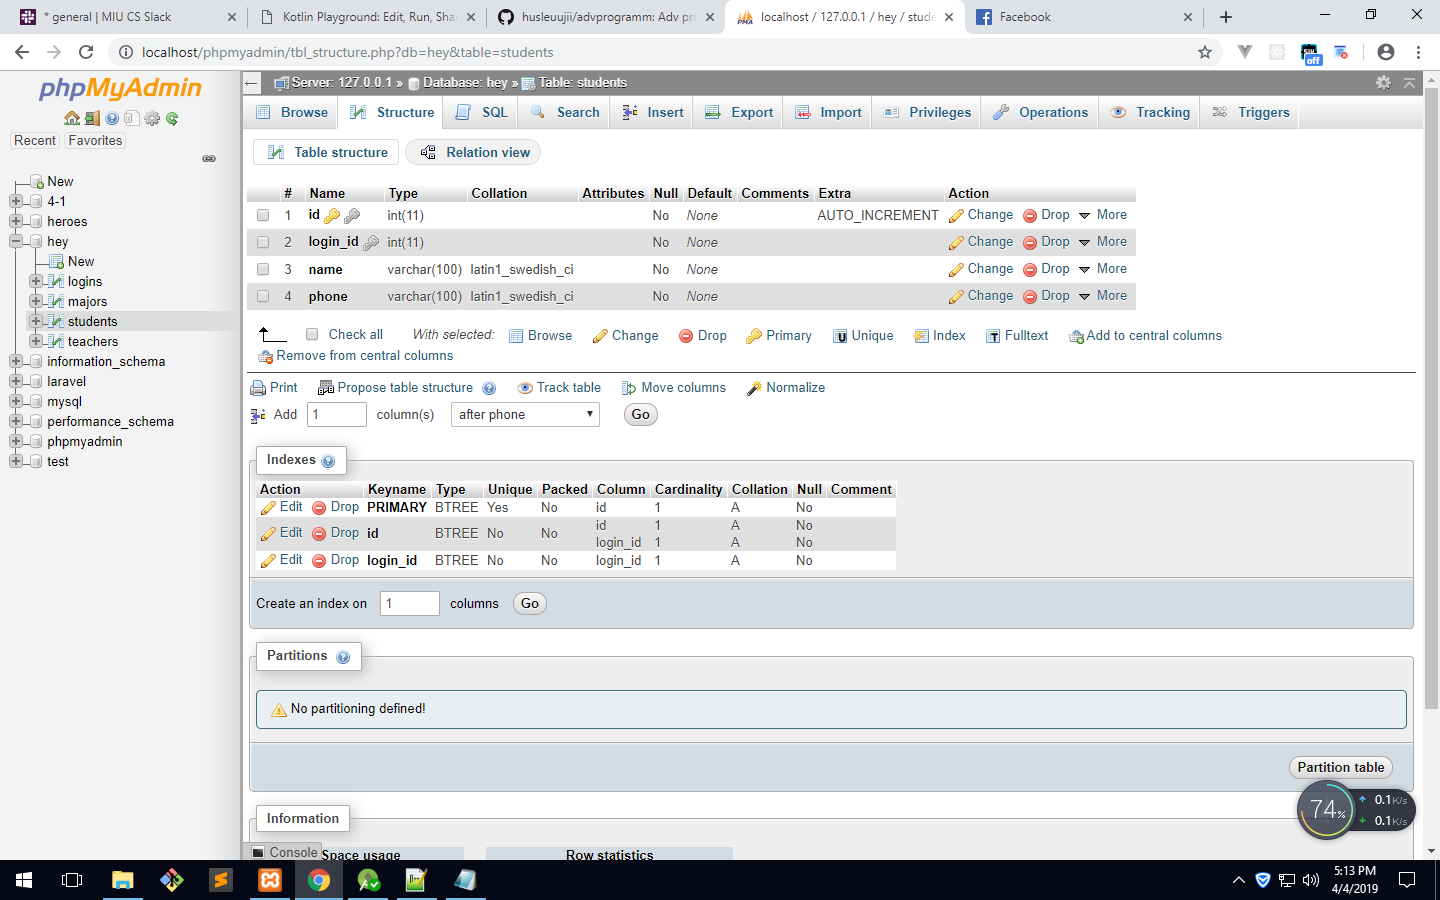 * general | MIU CS Slack
Kotlin Playground: Edit, Run, Shar
husleuujii/advprogramm: Adv pro
localhost / 127.0.0.1 / hey / stude
Facebook
localhost/phpmyadmin/tbl_structure.php?db=hey&table=students
off
phpMyAdmin
Recent
Favorites
New
4-1
heroes
hey
New
logins
majors
students
teachers
information_schema
laravel
mysql
performance_schema
phpmyadmin
test
Server: 127.0.0.1 » Database: hey » Table: students
Browse Structure SQL Search Insert Export Import Privileges Operations Tracking Triggers
Table structure Relation view
# Name Type Collation Attributes Null Default Comments Extra Action
1 id int(11) No None AUTO_INCREMENT Change Drop More
2 login_id int(11) No None Change Drop More
3 name varchar(100) latin1_swedish_ci No None Change Drop More
4 phone varchar(100) latin1_swedish_ci No None Change Drop More
Check all With selected: Browse Change Drop Primary Unique Index Fulltext Add to central columns
Remove from central columns
Print Propose table structure Track table Move columns Normalize
Add 1 column(s) after phone Go
Indexes
Action Keyname Type Unique Packed Column Cardinality Collation Null Comment
Edit Drop PRIMARY BTREE Yes No id 1 A No
Edit Drop id BTREE No No id 1 A No
login_id 1 A No
Edit Drop login_id BTREE No No login_id 1 A No
Create an index on 1 columns Go
Partitions
No partitioning defined!
Partition table
74%
0.1K/s
0.1K/s
Information
Console
Space usage
Row statistics
5:13 PM
4/4/2019